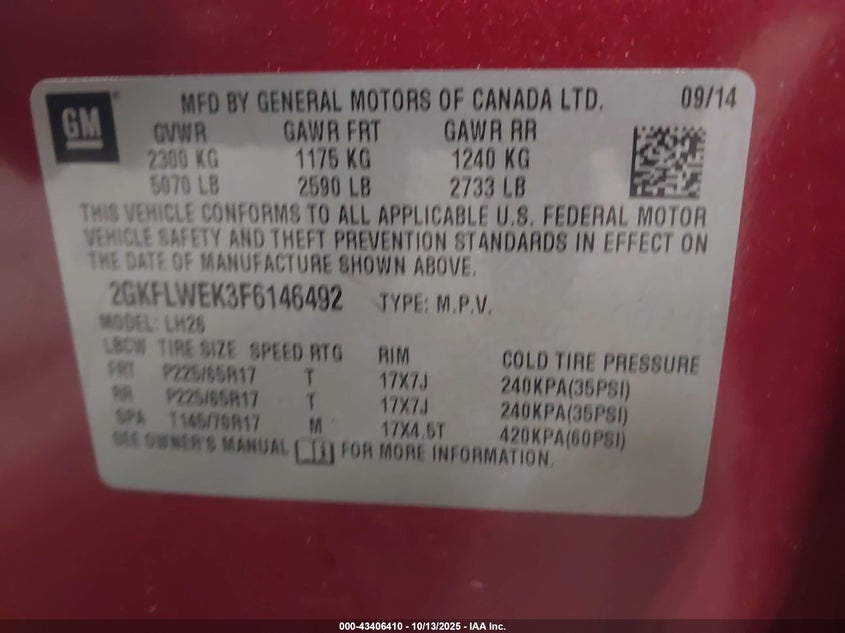 GM
MFD BY GENERAL MOTORS OF CANADA LTD. 09/14
GVWR GAWR FRT GAWR RR
2300 KG 1175 KG 1240 KG
5070 LB 2590 LB 2733 LB
THIS VEHICLE CONFORMS TO ALL APPLICABLE U.S. FEDERAL MOTOR
VEHICLE SAFETY AND THEFT PREVENTION STANDARDS IN EFFECT ON
THE DATE OF MANUFACTURE SHOWN ABOVE.
2GKFLWEK3F6146492 TYPE: M.P.V.
MODEL: LH26
LBCW TIRE SIZE SPEED RTG RIM COLD TIRE PRESSURE
FRT P225/65R17 T 17X7J 240KPA(35PSI)
RR P225/65R17 T 17X7J 240KPA(35PSI)
SPA T145/70R17 M 17X4.5T 420KPA(60PSI)
SEE OWNER'S MANUAL FOR MORE INFORMATION.
000-43406410 - 10/13/2025 - IAA Inc.